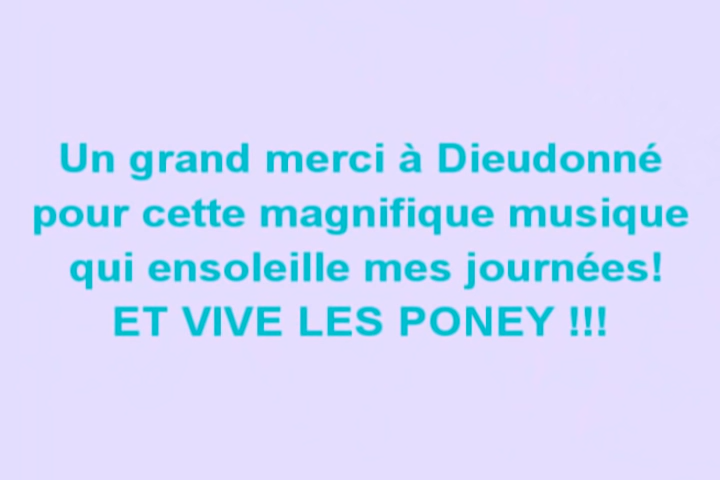 Un grand merci à Dieudonné
pour cette magnifique musique
qui ensoleille mes journées!
ET VIVE LES PONEY !!!